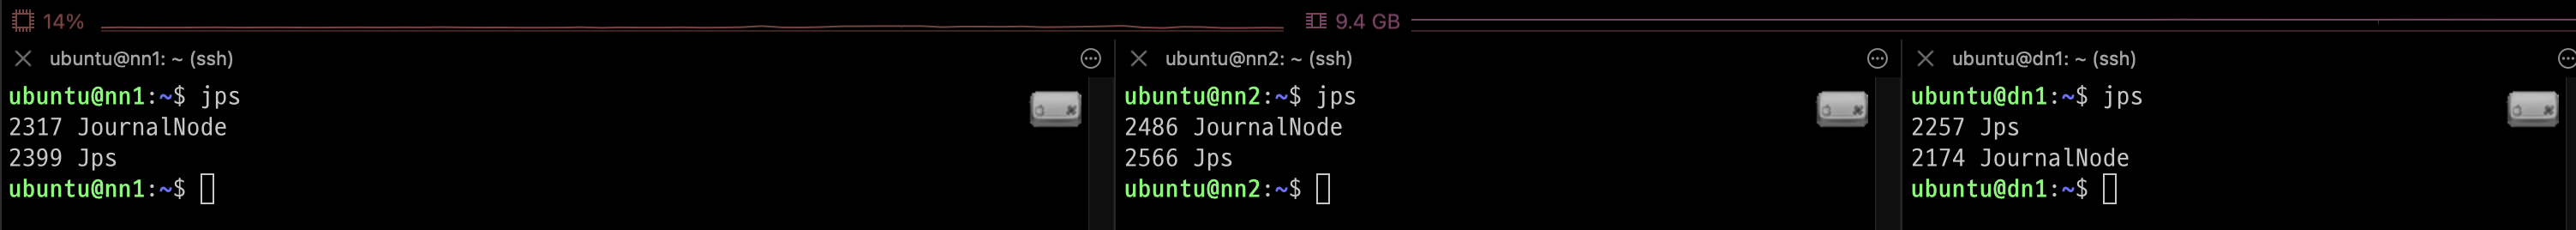 14%
9.4 GB
ubuntu@nn1: ~ (ssh)
ubuntu@nn1:~$ jps
2317 JournalNode
2399 Jps
ubuntu@nn1:~$
ubuntu@nn2: ~ (ssh)
ubuntu@nn2:~$ jps
2486 JournalNode
2566 Jps
ubuntu@nn2:~$
ubuntu@dn1: ~ (ssh)
ubuntu@dn1:~$ jps
2257 Jps
2174 JournalNode
ubuntu@dn1:~$